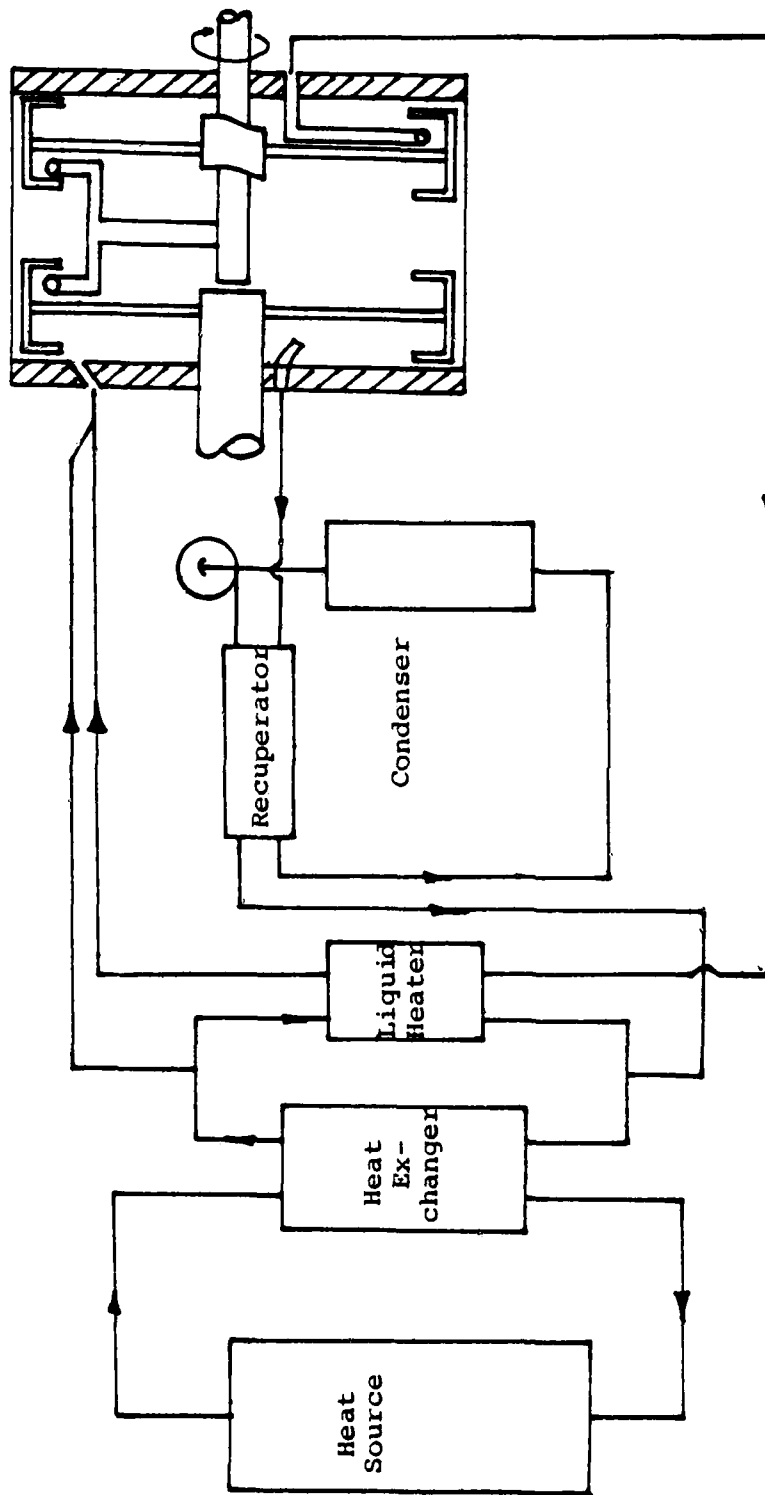 Heat
Source
Heat
Ex-
changer
Liquid
Heater
Recuperator
Condenser